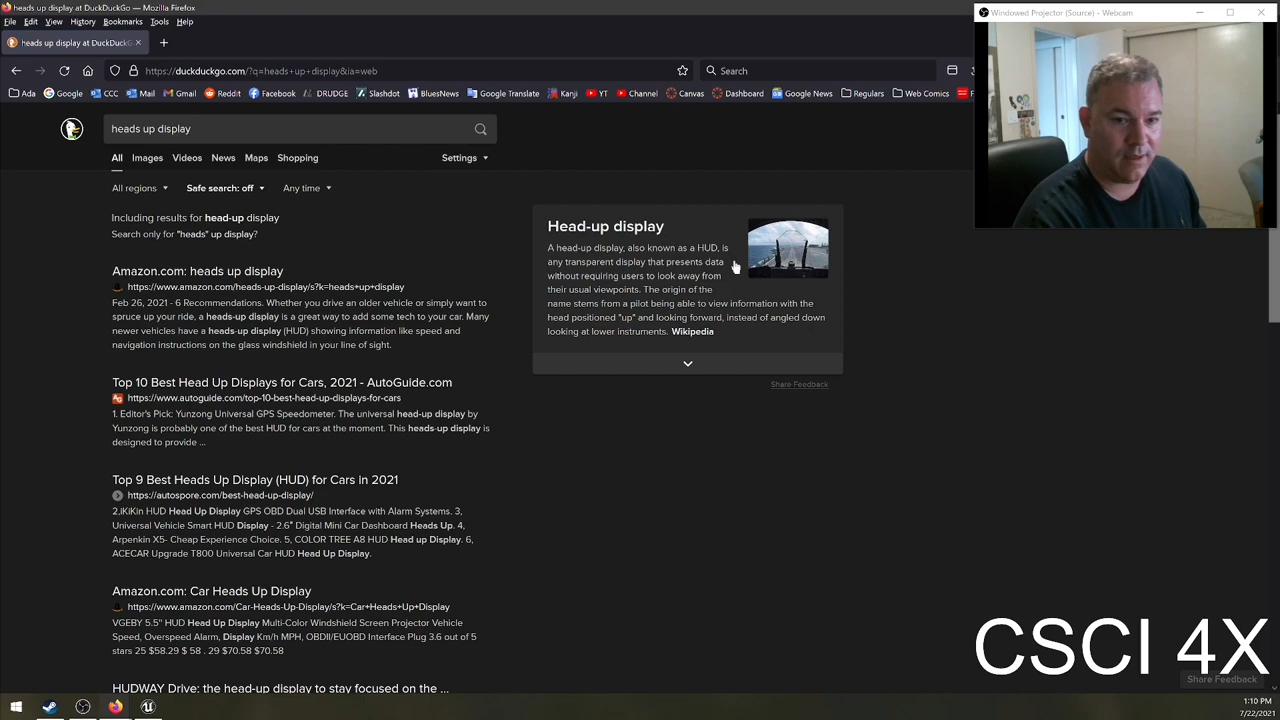 heads up display at DuckDuckGo — Mozilla Firefox
File Edit View History Bookmarks Tools Help
heads up display at DuckDuckG
https://duckduckgo.com/?q=heads+up+display&ia=web
Search
Ada Google CCC Mail Gmail Reddit Facebook DRUDGE Slashdot BluesNews Google Translate Kanji YT Channel Canvas Dashboard Google News Regulars Web Comics
Windowed Projector (Source) - Webcam
heads up display
All Images Videos News Maps Shopping Settings
All regions Safe search: off Any time
Including results for head-up display
Search only for "heads" up display?
Amazon.com: heads up display
https://www.amazon.com/heads-up-display/s?k=heads+up+display
Feb 26, 2021 - 6 Recommendations. Whether you drive an older vehicle or simply want to
spruce up your ride, a heads-up display is a great way to add some tech to your car. Many
newer vehicles have a heads-up display (HUD) showing information like speed and
navigation instructions on the glass windshield in your line of sight.
Top 10 Best Head Up Displays for Cars, 2021 - AutoGuide.com
https://www.autoguide.com/top-10-best-head-up-displays-for-cars
1. Editor's Pick: Yunzong Universal GPS Speedometer. The universal head-up display by
Yunzong is probably one of the best HUD for cars at the moment. This heads-up display is
designed to provide ...
Top 9 Best Heads Up Display (HUD) for Cars in 2021
https://autospore.com/best-head-up-display/
2,iKiKin HUD Head Up Display GPS OBD Dual USB Interface with Alarm Systems. 3,
Universal Vehicle Smart HUD Display - 2.6" Digital Mini Car Dashboard Heads Up. 4,
Arpenkin X5- Cheap Experience Choice. 5, COLOR TREE A8 HUD Head up Display. 6,
ACECAR Upgrade T800 Universal Car HUD Head Up Display.
Amazon.com: Car Heads Up Display
https://www.amazon.com/Car-Heads-Up-Display/s?k=Car+Heads+Up+Display
VGEBY 5.5'' HUD Head Up Display Multi-Color Windshield Screen Projector Vehicle
Speed, Overspeed Alarm, Display Km/h MPH, OBDII/EUOBD Interface Plug 3.6 out of 5
stars 25 $58.29 $ 58 . 29 $70.58 $70.58
HUDWAY Drive: the head-up display to stay focused on the ...
Head-up display
A head-up display, also known as a HUD, is
any transparent display that presents data
without requiring users to look away from
their usual viewpoints. The origin of the
name stems from a pilot being able to view information with the
head positioned "up" and looking forward, instead of angled down
looking at lower instruments. Wikipedia
Share Feedback
CSCI 4X
Share Feedback
1:10 PM
7/22/2021